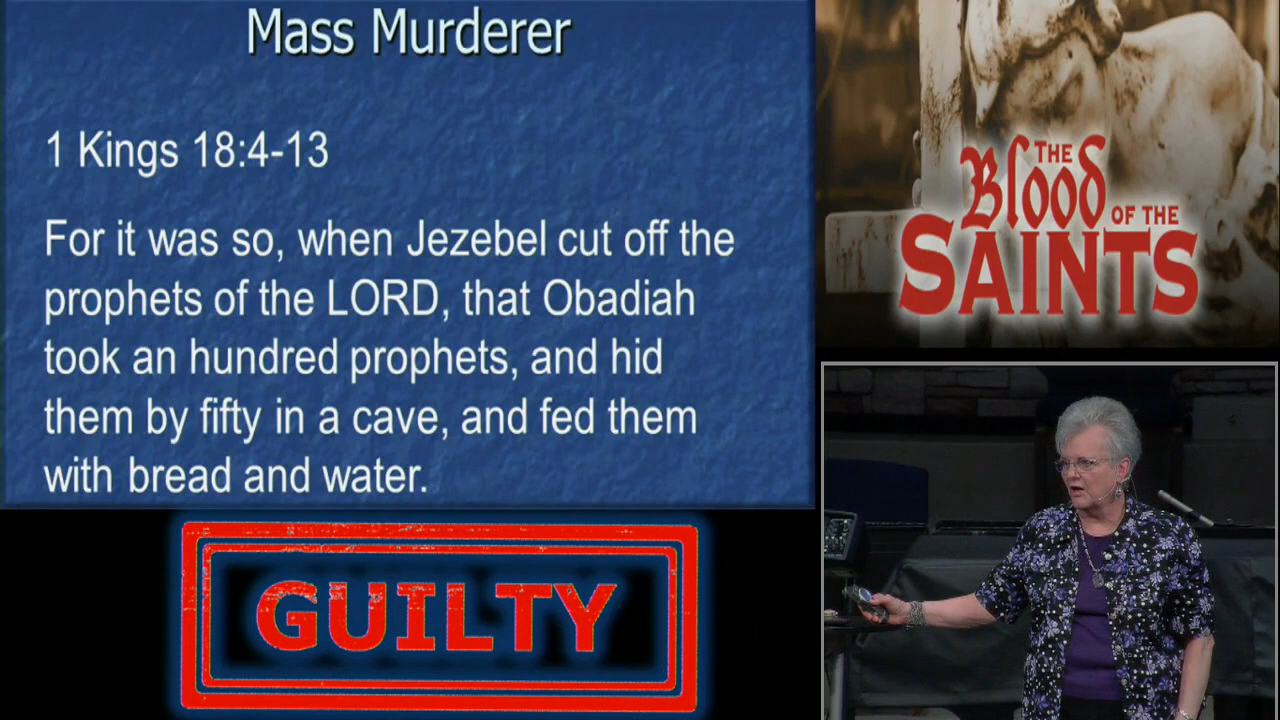 Mass Murderer
1 Kings 18:4-13
For it was so, when Jezebel cut off the
prophets of the LORD, that Obadiah
took an hundred prophets, and hid
them by fifty in a cave, and fed them
with bread and water.
GUILTY
THE
Blood
OF THE
SAINTS